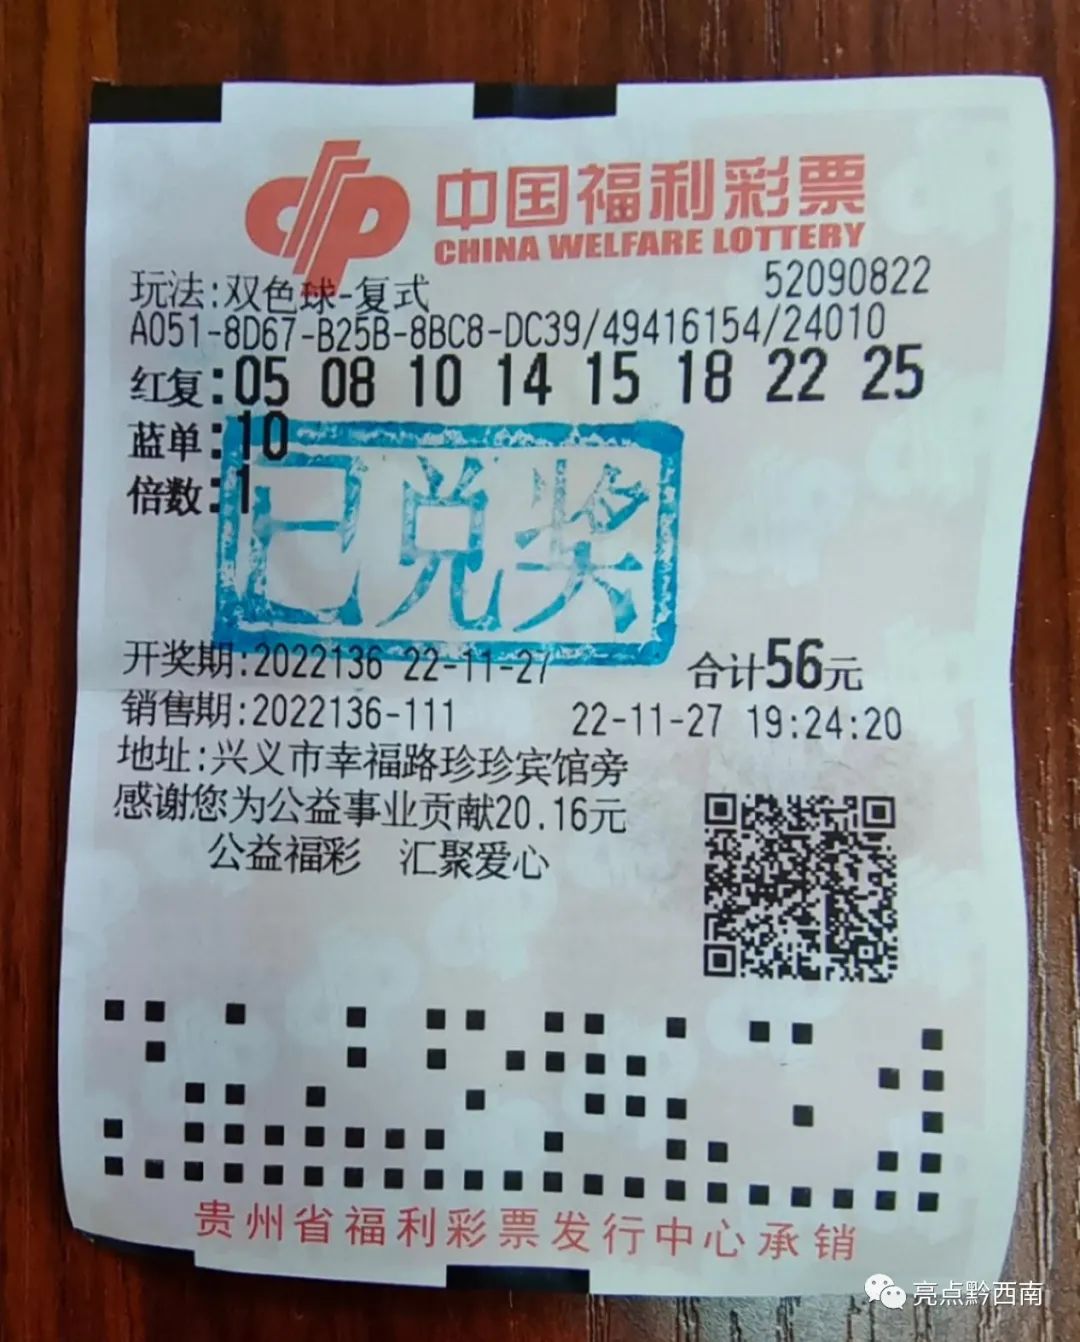 中国福利彩票
CHINA WELFARE LOTTERY
52090822
玩法:双色球-复式
A051-8D67-B25B-8BC8-DC39/49416154/24010
红复:05 08 10 14 15 18 22 25
蓝单:10
倍数:1
已兑奖
开奖期:2022136 22-11-27 合计56元
销售期:2022136-111 22-11-27 19:24:20
地址:兴义市幸福路珍珍宾馆旁
感谢您为公益事业贡献20.16元
公益福彩 汇聚爱心
贵州省福利彩票发行中心承销
亮点黔西南